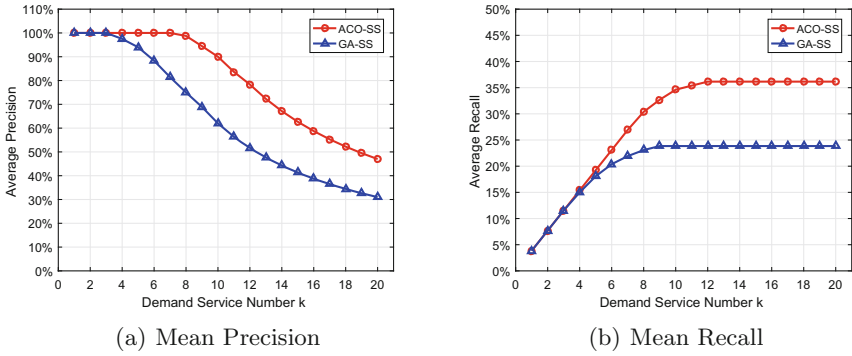 110%
100%
90%
80%
70%
60%
50%
40%
30%
20%
10%
0%
Average Precision
0 2 4 6 8 10 12 14 16 18 20
Demand Service Number k
ACO-SS
GA-SS
(a) Mean Precision
50%
45%
40%
35%
30%
25%
20%
15%
10%
5%
0%
Average Recall
0 2 4 6 8 10 12 14 16 18 20
Demand Service Number k
ACO-SS
GA-SS
(b) Mean Recall